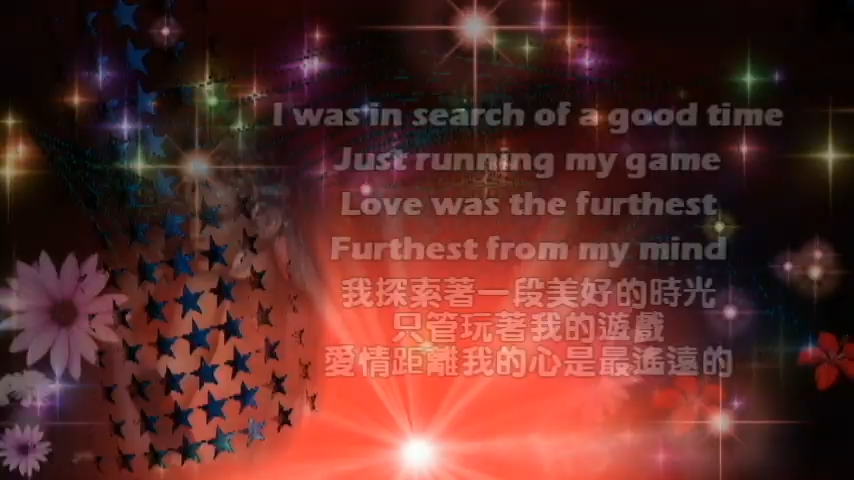 I was in search of a good time
Just running my game
Love was the furthest
Furthest from my mind
我探索著一段美好的時光
只管玩著我的遊戲
愛情距離我的心是最遙遠的